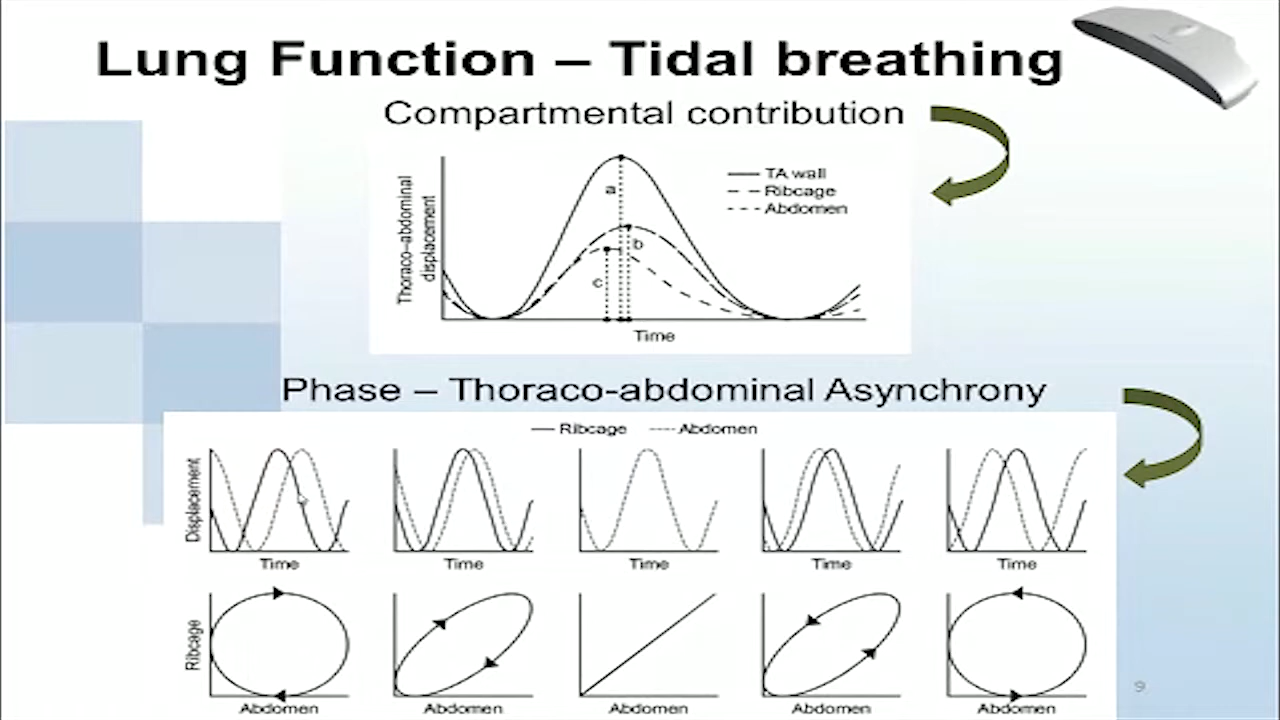 Lung Function – Tidal breathing
Compartmental contribution
Thoraco–abdominal
displacement
a
b
c
TA wall
Ribcage
Abdomen
Time
Phase – Thoraco-abdominal Asynchrony
Ribcage Abdomen
Displacement
Time Time Time Time Time
Ribcage
Abdomen Abdomen Abdomen Abdomen Abdomen
9